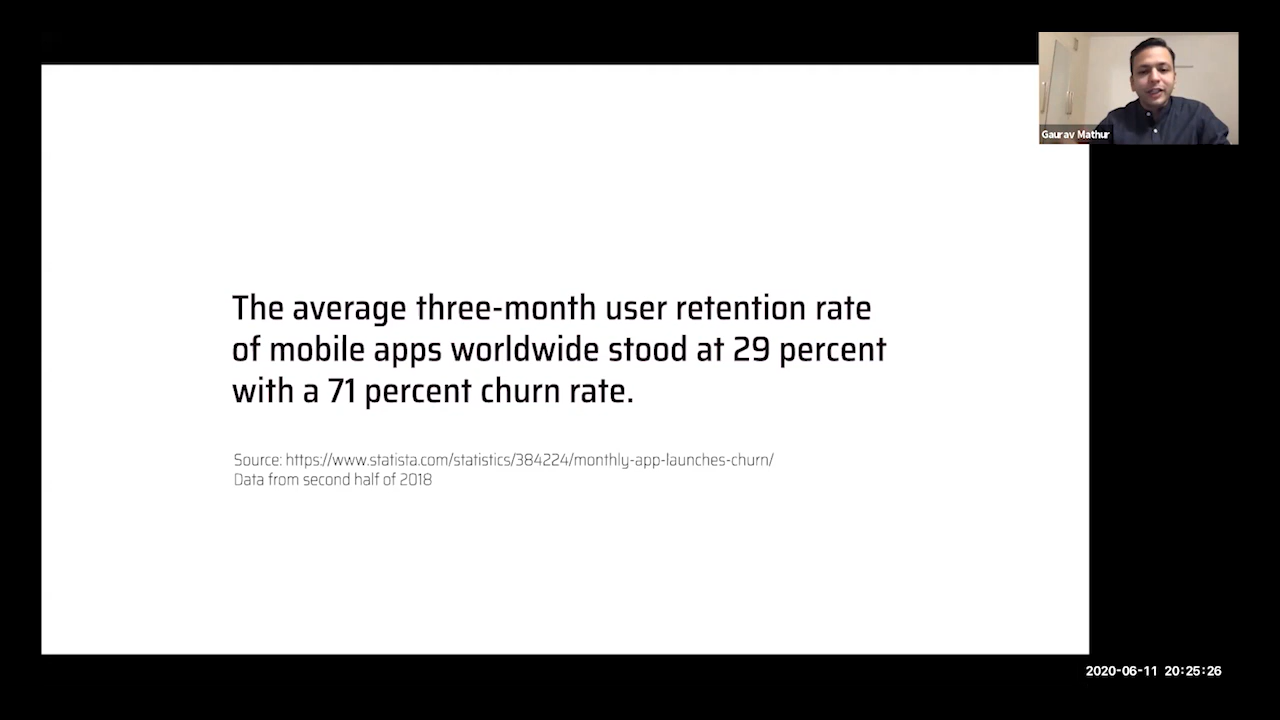 Gaurav Mathur
The average three-month user retention rate
of mobile apps worldwide stood at 29 percent
with a 71 percent churn rate.
Source: https://www.statista.com/statistics/384224/monthly-app-launches-churn/
Data from second half of 2018
2020-06-11 20:25:26